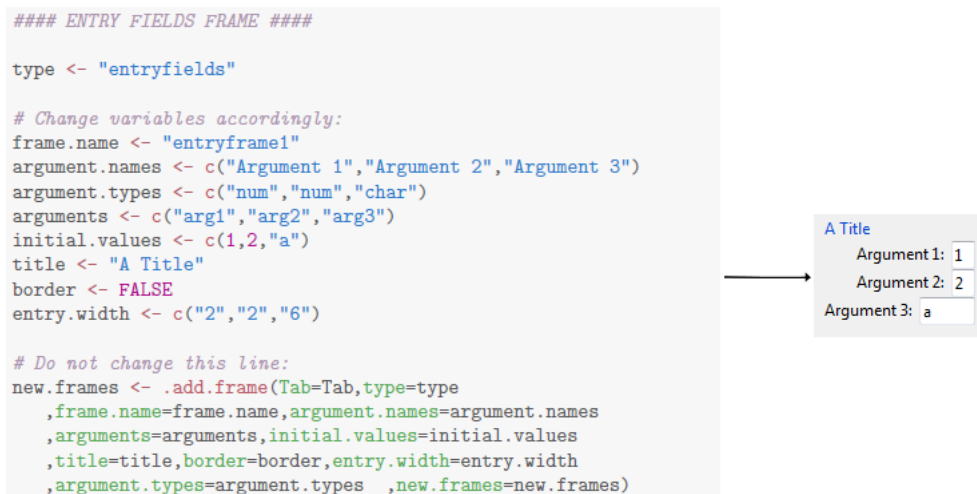 #### ENTRY FIELDS FRAME ####
type <- "entryfields"
# Change variables accordingly:
frame.name <- "entryframe1"
argument.names <- c("Argument 1","Argument 2","Argument 3")
argument.types <- c("num","num","char")
arguments <- c("arg1","arg2","arg3")
initial.values <- c(1,2,"a")
title <- "A Title"
border <- FALSE
entry.width <- c("2","2","6")
# Do not change this line:
new.frames <- .add.frame(Tab=Tab,type=type
,frame.name=frame.name,argument.names=argument.names
,arguments=arguments,initial.values=initial.values
,title=title,border=border,entry.width=entry.width
,argument.types=argument.types  ,new.frames=new.frames)
A Title
Argument 1: 1
Argument 2: 2
Argument 3: a